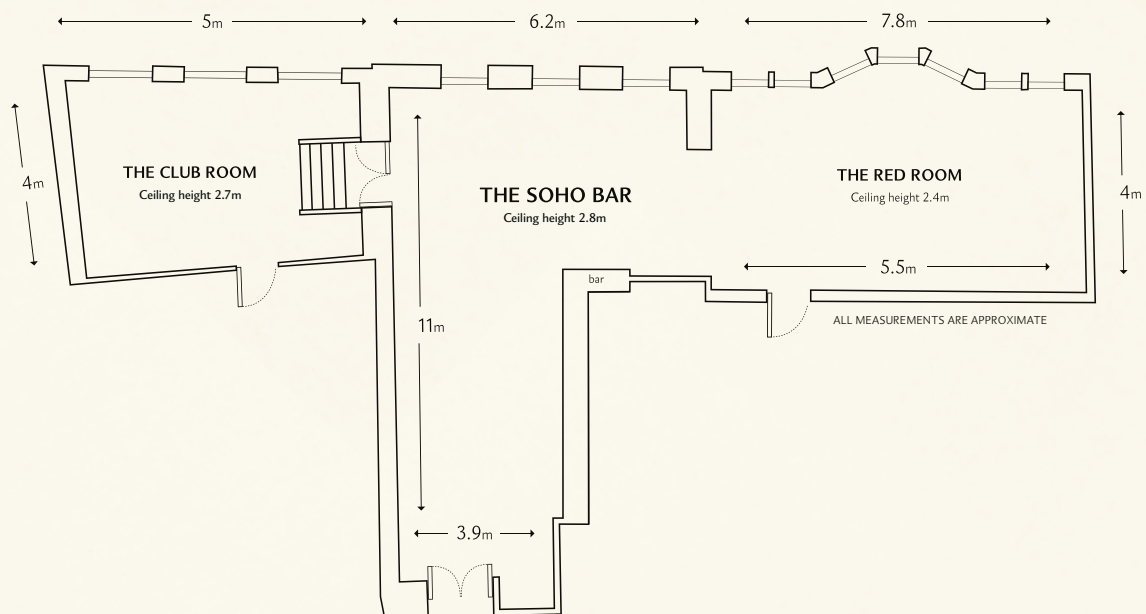 5m
6.2m
7.8m
4m
THE CLUB ROOM
Ceiling height 2.7m
THE SOHO BAR
Ceiling height 2.8m
THE RED ROOM
Ceiling height 2.4m
4m
5.5m
bar
11m
ALL MEASUREMENTS ARE APPROXIMATE
3.9m